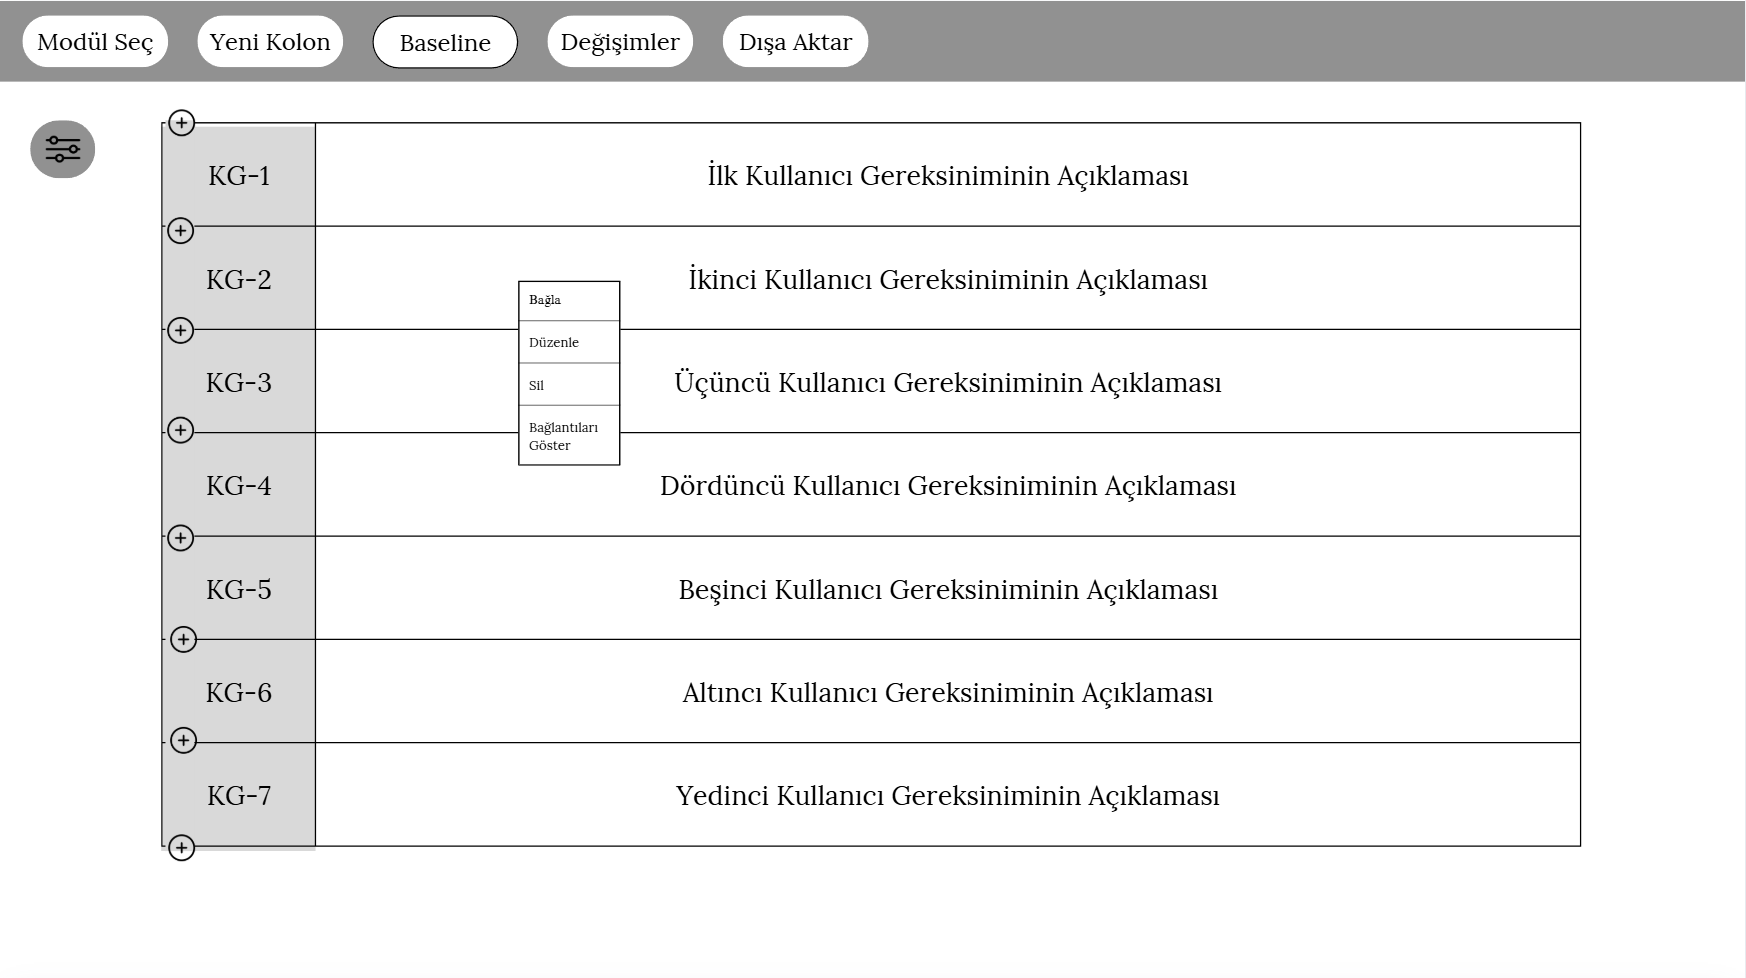 Modül Seç
Yeni Kolon
Baseline
Değişimler
Dışa Aktar
KG-1
İlk Kullanıcı Gereksiniminin Açıklaması
KG-2
İkinci Kullanıcı Gereksiniminin Açıklaması
Bağla
Düzenle
Sil
Bağlantıları
Göster
KG-3
Üçüncü Kullanıcı Gereksiniminin Açıklaması
KG-4
Dördüncü Kullanıcı Gereksiniminin Açıklaması
KG-5
Beşinci Kullanıcı Gereksiniminin Açıklaması
KG-6
Altıncı Kullanıcı Gereksiniminin Açıklaması
KG-7
Yedinci Kullanıcı Gereksiniminin Açıklaması